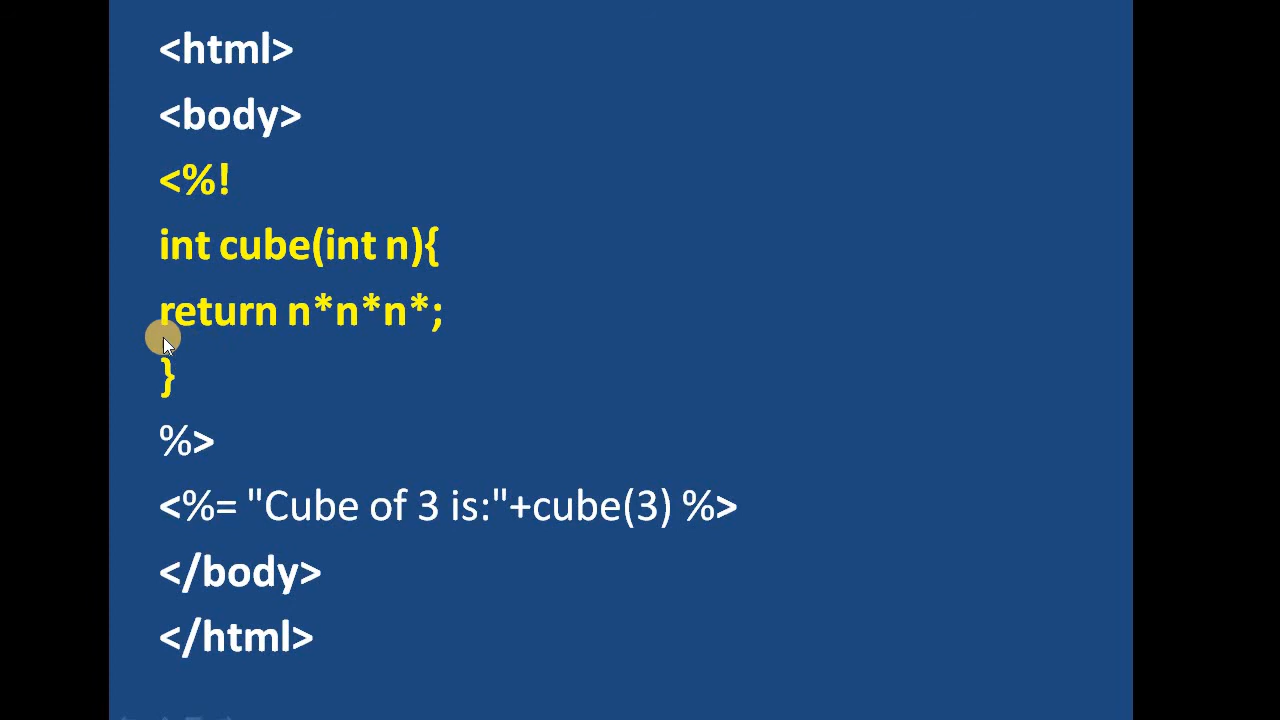 <html>
<body>
<%!
int cube(int n){
return n*n*n*;
}
%>
<%= "Cube of 3 is:"+cube(3) %>
</body>
</html>